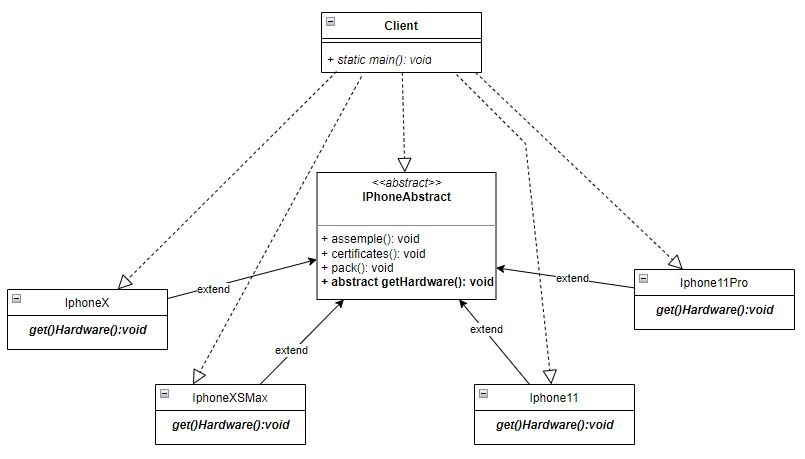 Client
+ static main(): void
<<abstract>>
IPhoneAbstract
+ assemple(): void
+ certificates(): void
+ pack(): void
+ abstract getHardware(): void
extend
extend
extend
extend
IphoneX
get()Hardware():void
Iphone11Pro
get()Hardware():void
IphoneXSMax
get()Hardware():void
Iphone11
get()Hardware():void